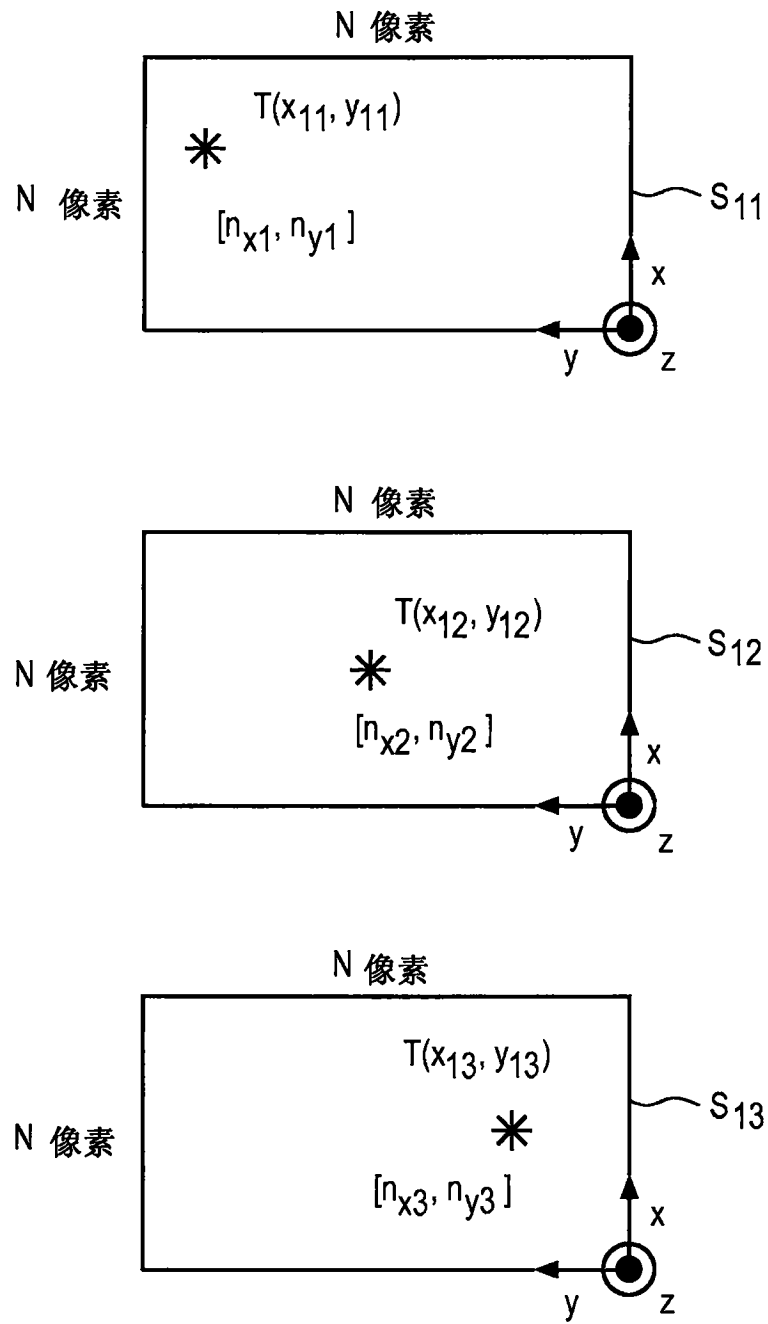 N 像素
T(x11, y11)
N 像素
[nx1, ny1 ]
S11
x
y
z
N 像素
T(x12, y12)
S12
N 像素
[nx2, ny2 ]
x
y
z
N 像素
T(x13, y13)
S13
N 像素
[nx3, ny3 ]
x
y
z